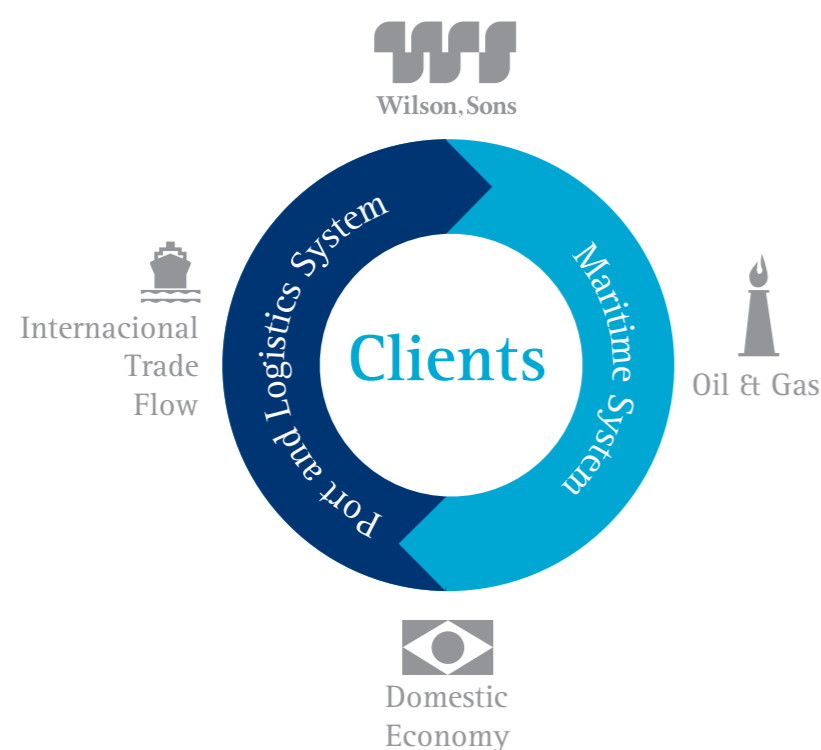 Wilson, Sons
Port and Logistics System
Maritime System
Clients
Internacional
Trade
Flow
Oil & Gas
Domestic
Economy